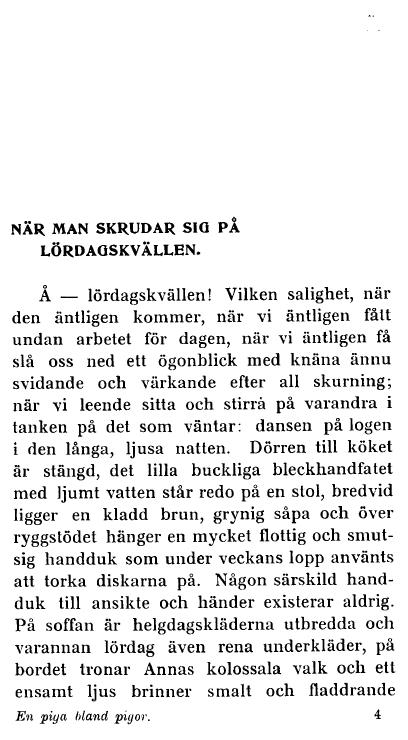 NÄR MAN SKRUDAR SIG PÅ
LÖRDAGSKVÄLLEN.
Å — lördagskvällen! Vilken salighet, när
den äntligen kommer, när vi äntligen fått
undan arbetet för dagen, när vi äntligen få
slå oss ned ett ögonblick med knäna ännu
svidande och värkande efter all skurning;
när vi leende sitta och stirra på varandra i
tanken på det som väntar: dansen på logen
i den långa, ljusa natten. Dörren till köket
är stängd, det lilla buckliga bleckhandfatet
med ljumt vatten står redo på en stol, bredvid
ligger en kladd brun, grynig såpa och över
ryggstödet hänger en mycket flottig och smut-
sig handduk som under veckans lopp använts
att torka diskarna på. Någon särskild hand-
duk till ansikte och händer existerar aldrig.
På soffan är helgdagskläderna utbredda och
varannan lördag även rena underkläder, på
bordet tronar Annas kolossala valk och ett
ensamt ljus brinner smalt och fladdrande
En piga bland pigor. 4